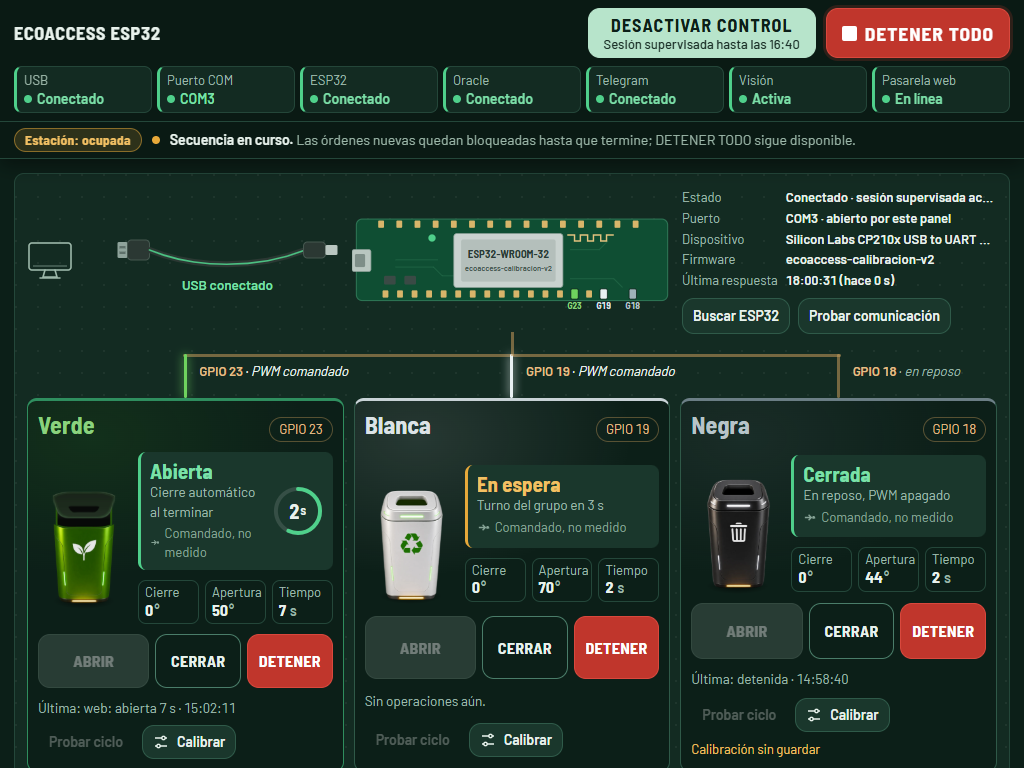 ECOACCESS ESP32
DESACTIVAR CONTROL
Sesión supervisada hasta las 16:40
DETENER TODO
USB
Conectado
Puerto COM
COM3
ESP32
Conectado
Oracle
Conectado
Telegram
Conectado
Visión
Activa
Pasarela web
En línea
Estación: ocupada
Secuencia en curso. Las órdenes nuevas quedan bloqueadas hasta que termine; DETENER TODO sigue disponible.
USB conectado
ESP32-WROOM-32
ecoaccess-calibracion-v2
G23 G19 G18
Estado Conectado · sesión supervisada ac...
Puerto COM3 · abierto por este panel
Dispositivo Silicon Labs CP210x USB to UART ...
Firmware ecoaccess-calibracion-v2
Última respuesta 18:00:31 (hace 0 s)
Buscar ESP32 Probar comunicación
GPIO 23 · PWM comandado
GPIO 19 · PWM comandado
GPIO 18 · en reposo
Verde
GPIO 23
Abierta
Cierre automático
al terminar
Comandado, no
medido
2s
Cierre Apertura Tiempo
0° 50° 7 s
ABRIR CERRAR DETENER
Última: web: abierta 7 s · 15:02:11
Probar ciclo Calibrar
Blanca
GPIO 19
En espera
Turno del grupo en 3 s
Comandado, no medido
Cierre Apertura Tiempo
0° 70° 2 s
ABRIR CERRAR DETENER
Sin operaciones aún.
Probar ciclo Calibrar
Negra
GPIO 18
Cerrada
En reposo, PWM apagado
Comandado, no medido
Cierre Apertura Tiempo
0° 44° 2 s
ABRIR CERRAR DETENER
Última: detenida · 14:58:40
Probar ciclo Calibrar
Calibración sin guardar